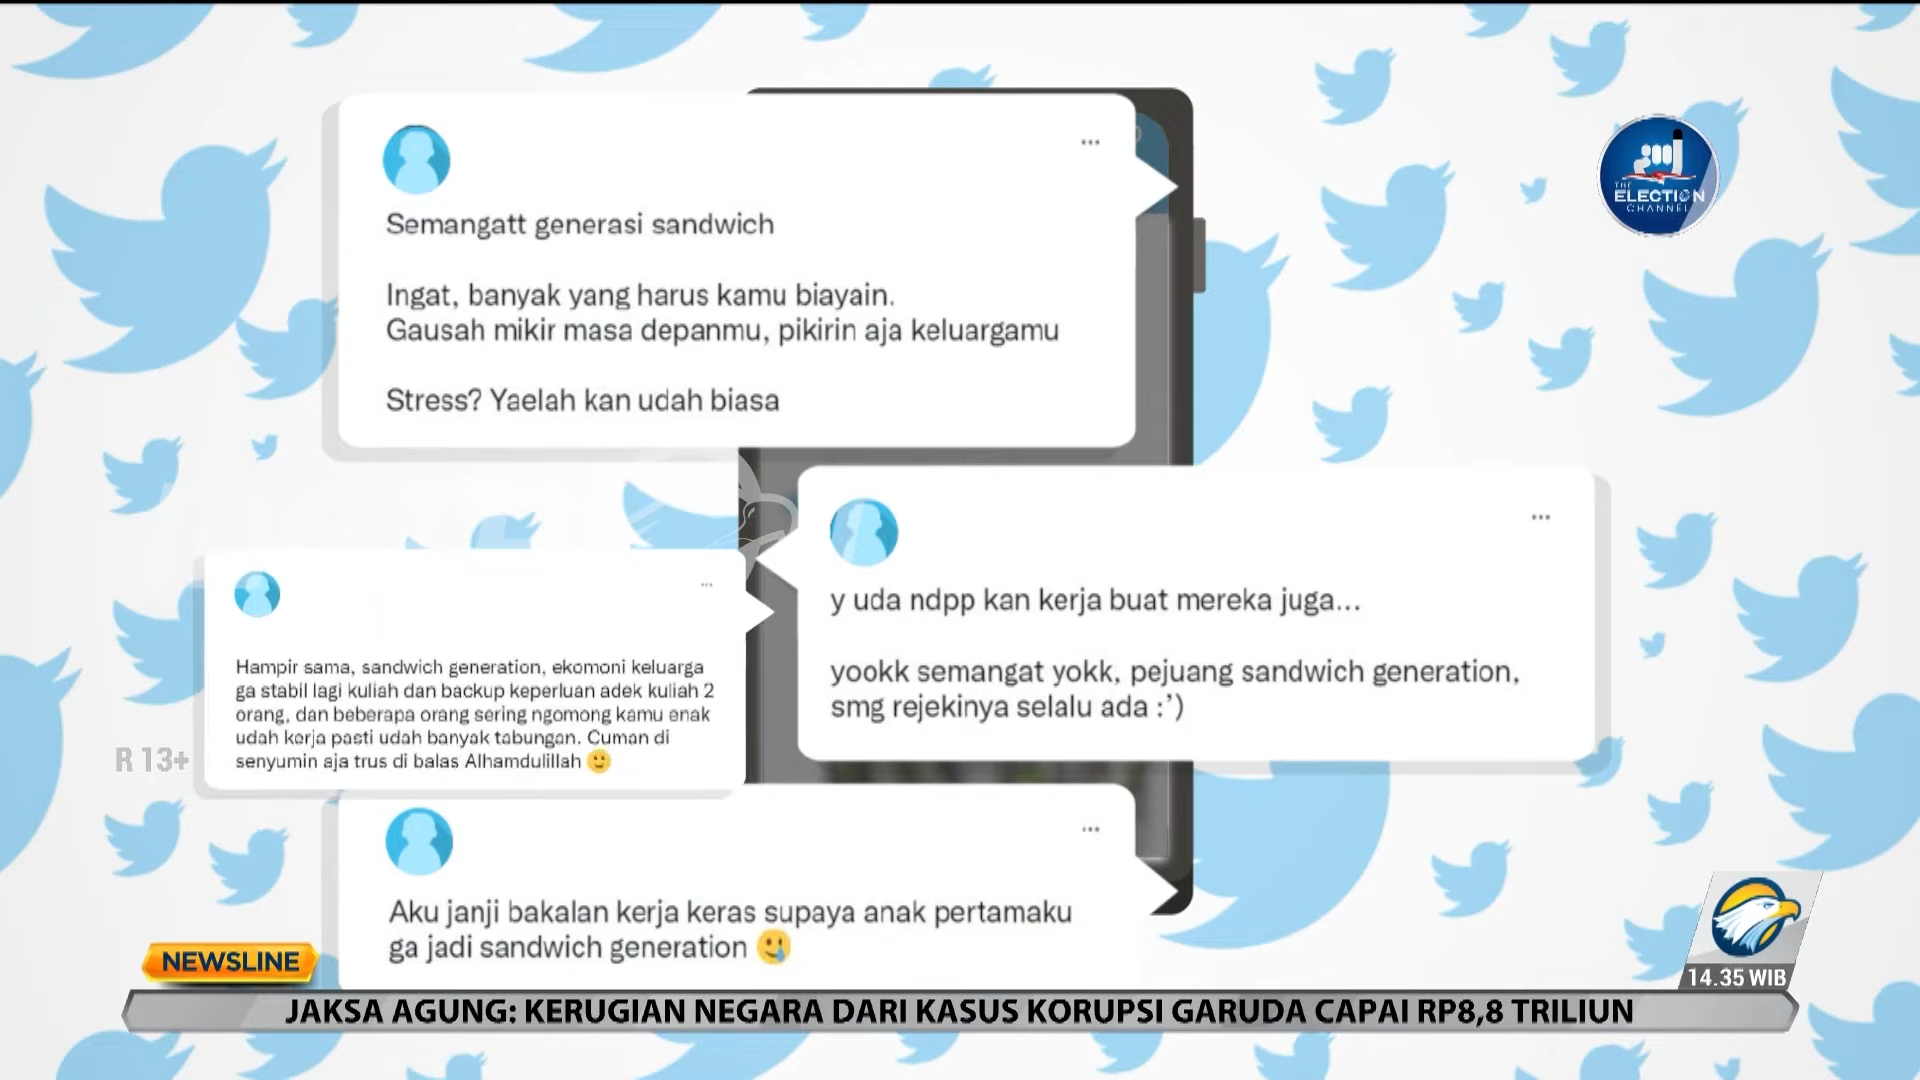 ...
Semangatt generasi sandwich
Ingat, banyak yang harus kamu biayain.
Gausah mikir masa depanmu, pikirin aja keluargamu
Stress? Yaelah kan udah biasa
THE
ELECTION
CHANNEL
...
y uda ndpp kan kerja buat mereka juga...
yookk semangat yokk, pejuang sandwich generation,
smg rejekinya selalu ada :')
...
Hampir sama, sandwich generation, ekomoni keluarga
ga stabil lagi kuliah dan backup keperluan adek kuliah 2
orang, dan beberapa orang sering ngomong kamu enak
udah kerja pasti udah banyak tabungan. Cuman di
senyumin aja trus di balas Alhamdulillah 🙂
R 13+
...
Aku janji bakalan kerja keras supaya anak pertamaku
ga jadi sandwich generation 🥲
NEWSLINE
14.35 WIB
JAKSA AGUNG: KERUGIAN NEGARA DARI KASUS KORUPSI GARUDA CAPAI RP8,8 TRILIUN